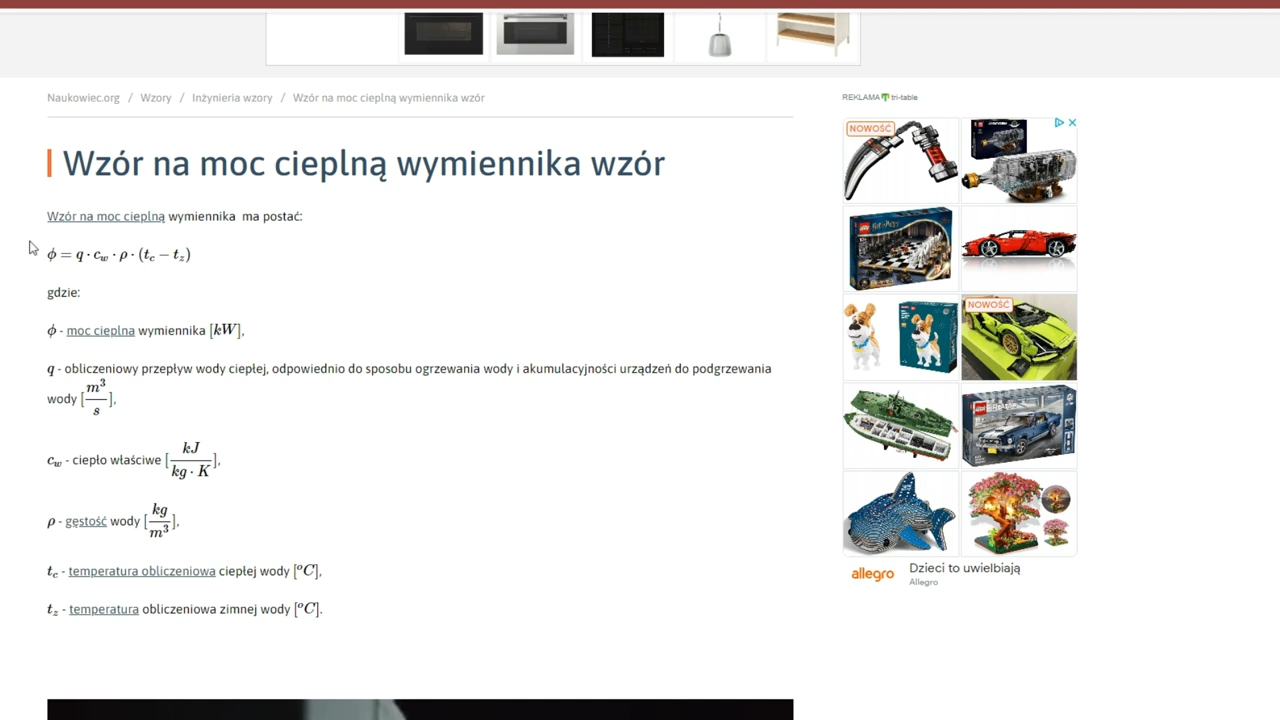 Naukowiec.org / Wzory / Inżynieria wzory / Wzór na moc cieplną wymiennika wzór
Wzór na moc cieplną wymiennika wzór
Wzór na moc cieplną wymiennika ma postać:
ϕ = q · c_w · ρ · (t_c − t_z)
gdzie:
ϕ - moc cieplna wymiennika [kW],
q - obliczeniowy przepływ wody ciepłej, odpowiednio do sposobu ogrzewania wody i akumulacyjności urządzeń do podgrzewania
wody [m³/s],
c_w - ciepło właściwe [kJ/kg · K],
ρ - gęstość wody [kg/m³],
t_c - temperatura obliczeniowa ciepłej wody [°C],
t_z - temperatura obliczeniowa zimnej wody [°C].
REKLAMA tri-table
NOWOŚĆ
NOWOŚĆ
allegro
Dzieci to uwielbiają
Allegro